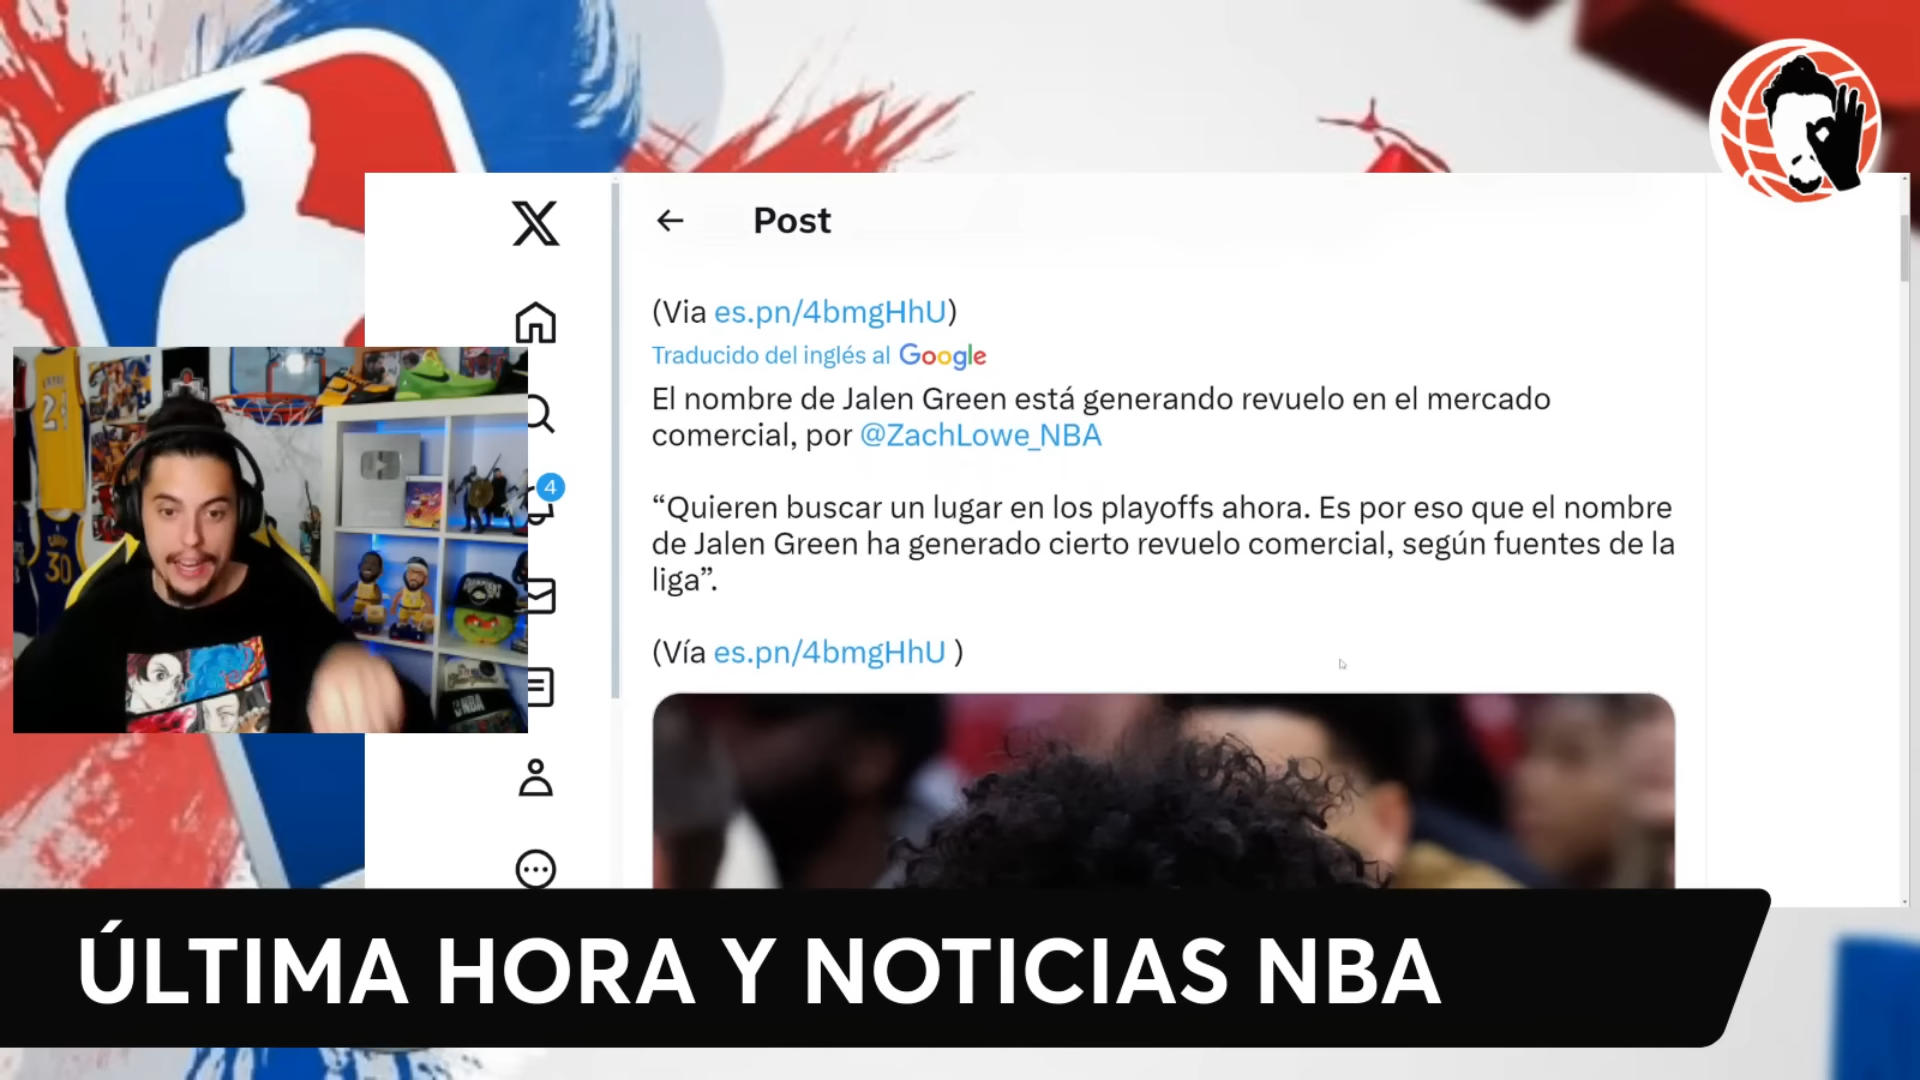 Post
(Via es.pn/4bmgHhU)
Traducido del inglés al Google
El nombre de Jalen Green está generando revuelo en el mercado
comercial, por @ZachLowe_NBA
“Quieren buscar un lugar en los playoffs ahora. Es por eso que el nombre
de Jalen Green ha generado cierto revuelo comercial, según fuentes de la
liga”.
(Vía es.pn/4bmgHhU )
4
30
NBA
ÚLTIMA HORA Y NOTICIAS NBA